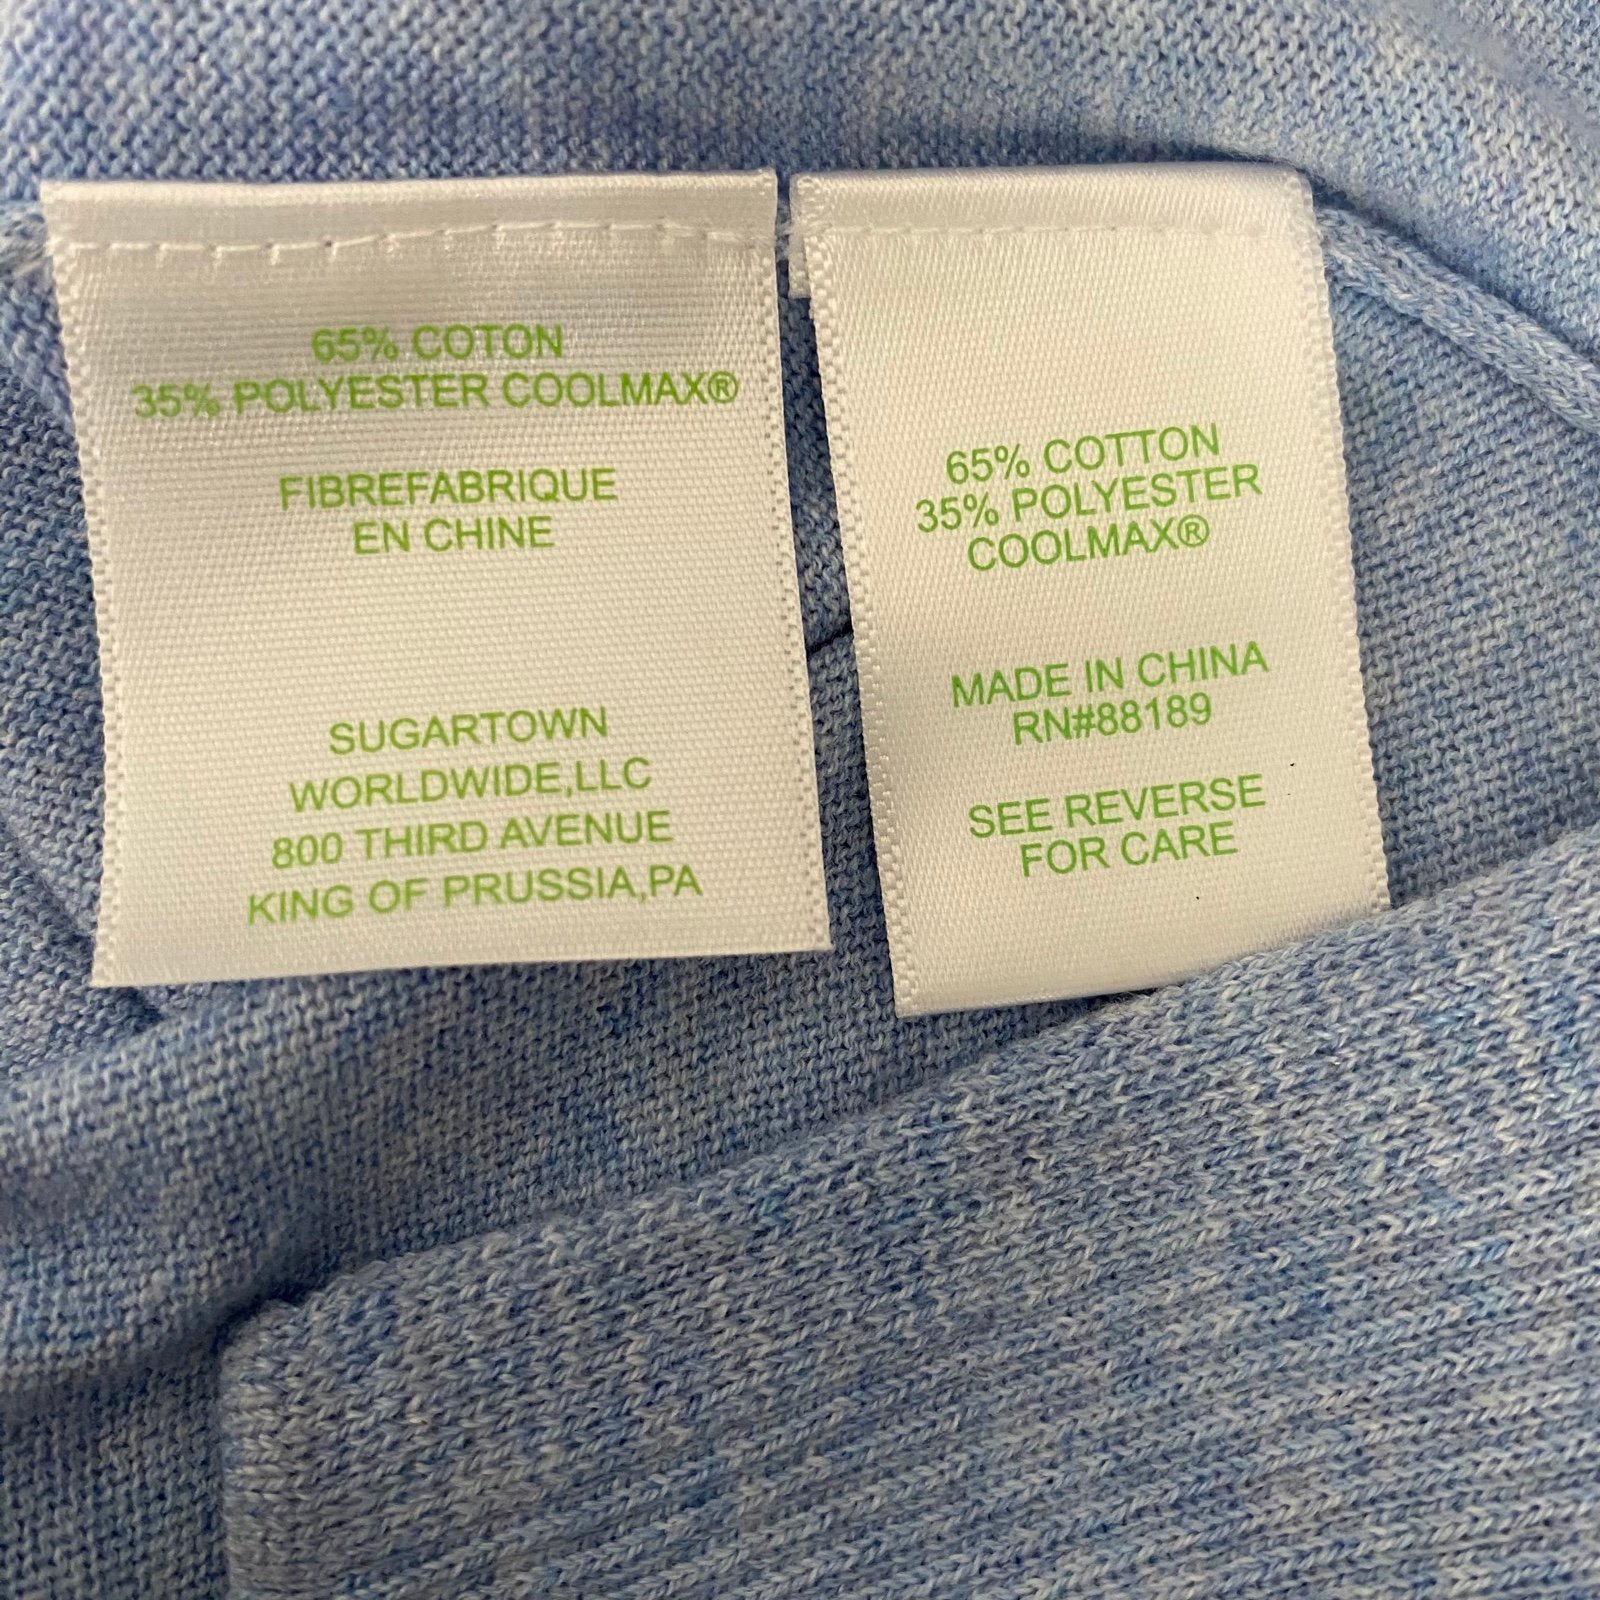 65% COTON
35% POLYESTER COOLMAX®
FIBREFABRIQUE
EN CHINE
SUGARTOWN
WORLDWIDE,LLC
800 THIRD AVENUE
KING OF PRUSSIA,PA
65% COTTON
35% POLYESTER
COOLMAX®
MADE IN CHINA
RN#88189
SEE REVERSE
FOR CARE